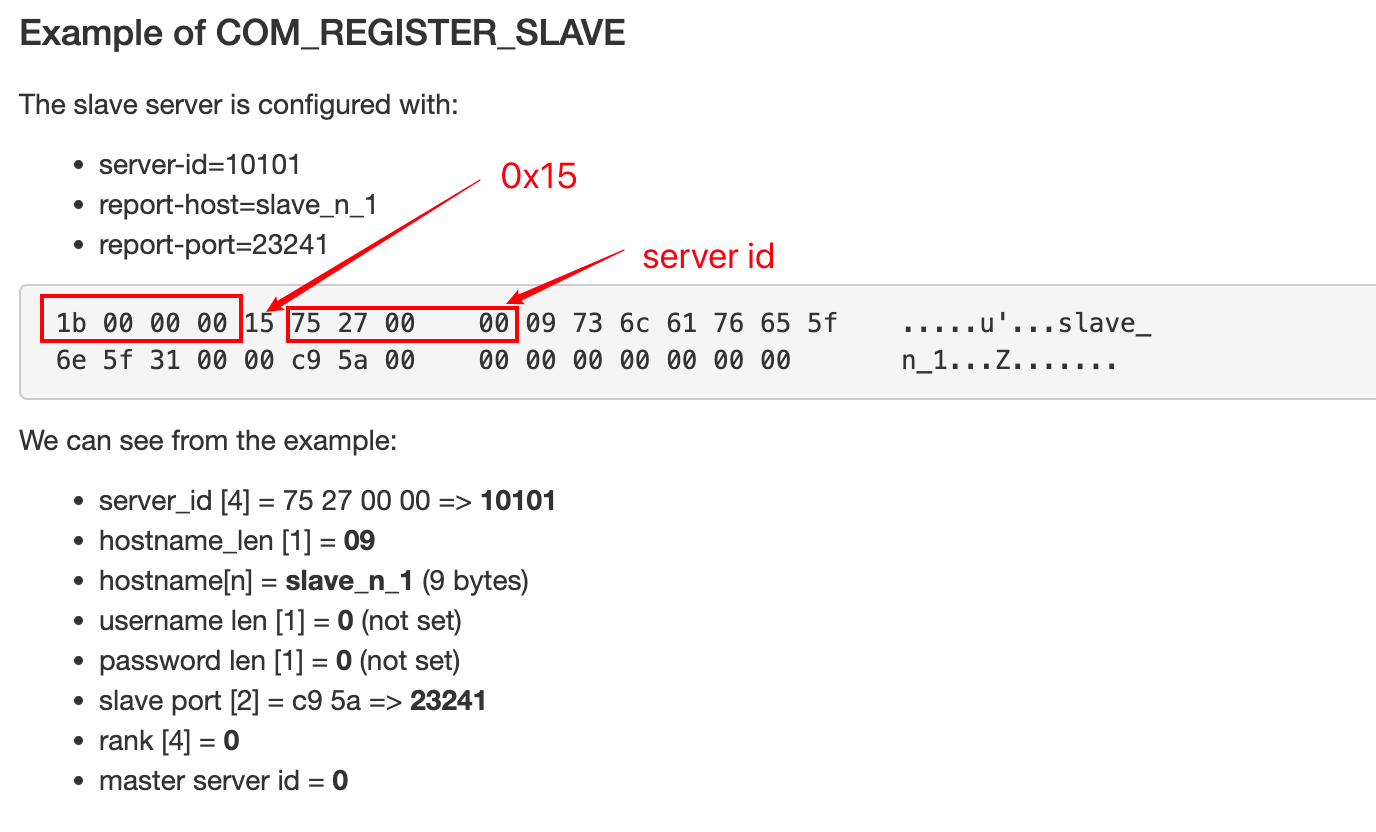 Example of COM_REGISTER_SLAVE
The slave server is configured with:
• server-id=10101
• report-host=slave_n_1
• report-port=23241
0x15
server id
1b 00 00 00 15 75 27 00    00 09 73 6c 61 76 65 5f    .....u'...slave_
6e 5f 31 00 00 c9 5a 00    00 00 00 00 00 00 00    n_1...Z.......
We can see from the example:
• server_id [4] = 75 27 00 00 => 10101
• hostname_len [1] = 09
• hostname[n] = slave_n_1 (9 bytes)
• username len [1] = 0 (not set)
• password len [1] = 0 (not set)
• slave port [2] = c9 5a => 23241
• rank [4] = 0
• master server id = 0